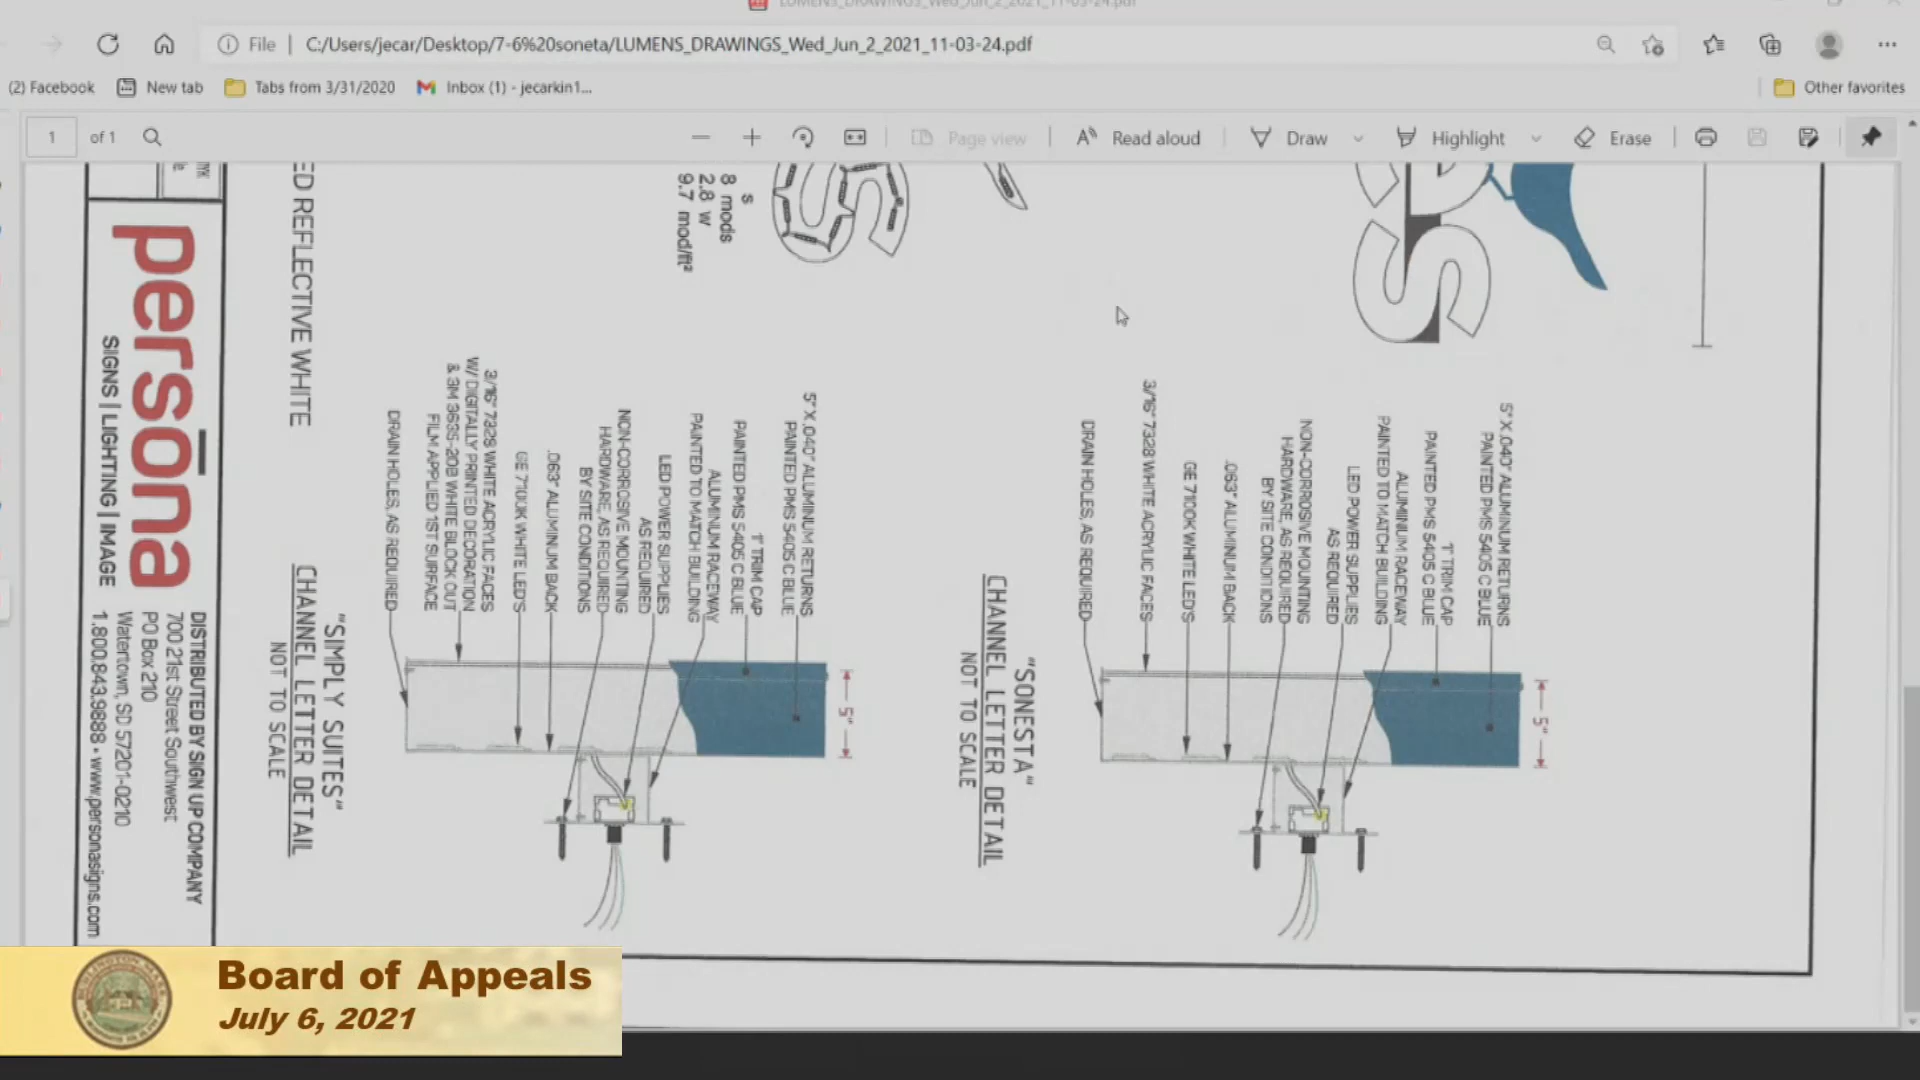 LUMENS_DRAWINGS_Wed_Jun_2_2021_11-03-24.pdf
File | C:/Users/jecar/Desktop/7-6%20soneta/LUMENS_DRAWINGS_Wed_Jun_2_2021_11-03-24.pdf
(2) Facebook
New tab
Tabs from 3/31/2020
Inbox (1) - jecarkin1...
Other favorites
1 of 1
Page view
Read aloud
Draw
Highlight
Erase
S
S
5" X .040" ALUMINUM RETURNS
PAINTED PMS 5405 C BLUE
1" TRIM CAP
PAINTED PMS 5405 C BLUE
ALUMINUM RACEWAY
PAINTED TO MATCH BUILDING
LED POWER SUPPLIES
AS REQUIRED
NON-CORROSIVE MOUNTING
HARDWARE, AS REQUIRED
BY SITE CONDITIONS
.063" ALUMINUM BACK
GE 7100K WHITE LED'S
3/16" 7328 WHITE ACRYLIC FACES
DRAIN HOLES, AS REQUIRED
5"
"SONESTA"
CHANNEL LETTER DETAIL
NOT TO SCALE
s
8 mods
2.8 w
9.7 mod/ft²
5" X .040" ALUMINUM RETURNS
PAINTED PMS 5405 C BLUE
1" TRIM CAP
PAINTED PMS 5405 C BLUE
ALUMINUM RACEWAY
PAINTED TO MATCH BUILDING
LED POWER SUPPLIES
AS REQUIRED
NON-CORROSIVE MOUNTING
HARDWARE, AS REQUIRED
BY SITE CONDITIONS
.063" ALUMINUM BACK
GE 7100K WHITE LED'S
3/16" 7328 WHITE ACRYLIC FACES
W/ DIGITALLY PRINTED DECORATION
& 3M 3635-20B WHITE BLOCK OUT
FILM APPLIED 1ST SURFACE
DRAIN HOLES, AS REQUIRED
5"
"SIMPLY SUITES"
CHANNEL LETTER DETAIL
NOT TO SCALE
ED REFLECTIVE WHITE
persona
SIGNS | LIGHTING | IMAGE
DISTRIBUTED BY SIGN UP COMPANY
700 21st Street Southwest
PO Box 210
Watertown, SD 57201-0210
1.800.843.9888 • www.personasigns.com
Board of Appeals
July 6, 2021